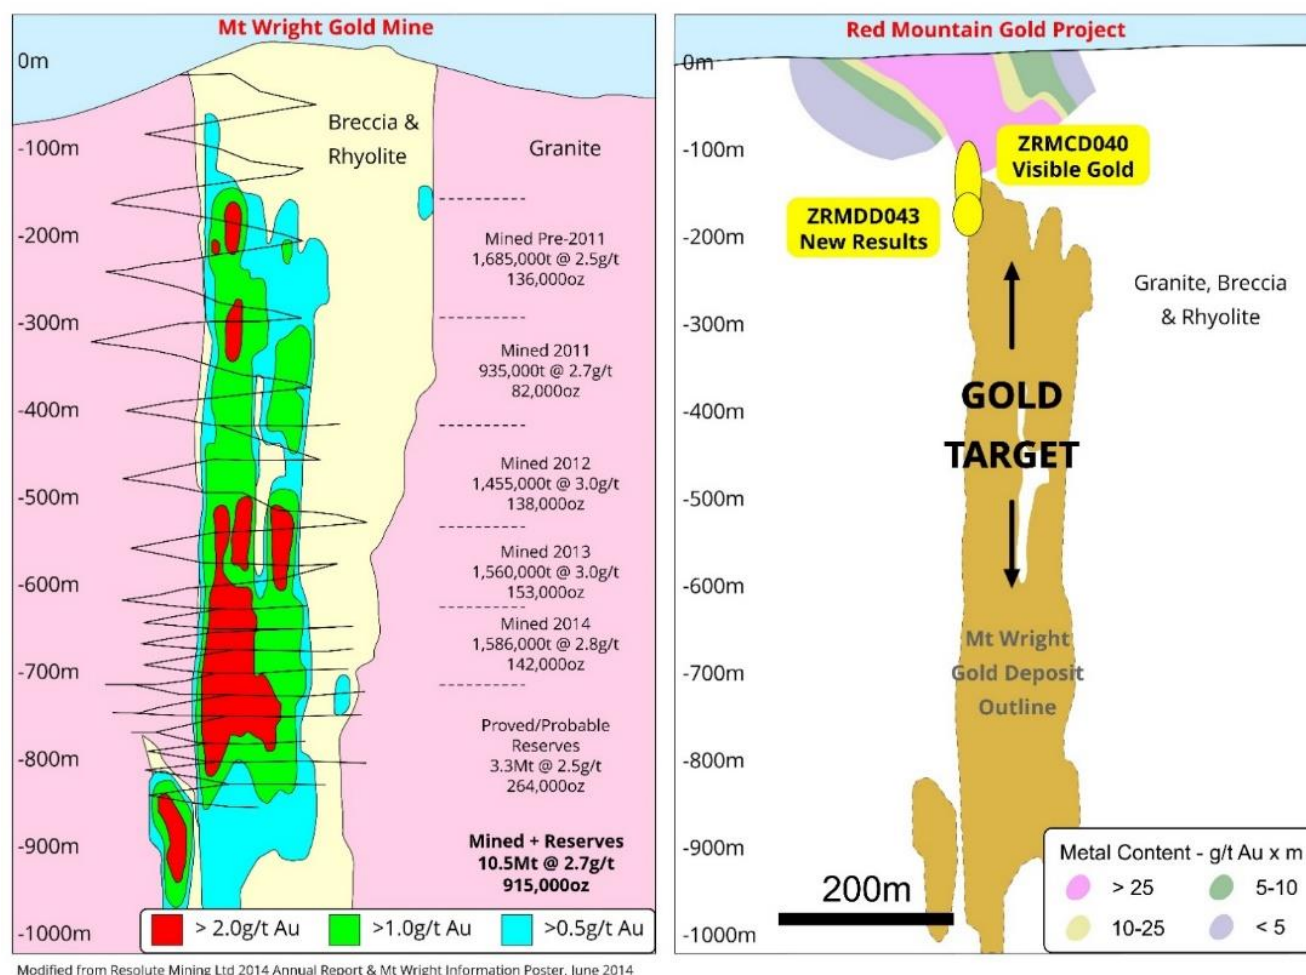 Mt Wright Gold Mine
0m
-100m
-200m
-300m
-400m
-500m
-600m
-700m
-800m
-900m
-1000m
Breccia &
Rhyolite
Granite
Mined Pre-2011
1,685,000t @ 2.5g/t
136,000oz
Mined 2011
935,000t @ 2.7g/t
82,000oz
Mined 2012
1,455,000t @ 3.0g/t
138,000oz
Mined 2013
1,560,000t @ 3.0g/t
153,000oz
Mined 2014
1,586,000t @ 2.8g/t
142,000oz
Proved/Probable
Reserves
3.3Mt @ 2.5g/t
264,000oz
Mined + Reserves
10.5Mt @ 2.7g/t
915,000oz
> 2.0g/t Au
>1.0g/t Au
>0.5g/t Au
Modified from Resolute Mining Ltd 2014 Annual Report & Mt Wright Information Poster, June 2014
Red Mountain Gold Project
0m
-100m
-200m
-300m
-400m
-500m
-600m
-700m
-800m
-900m
-1000m
ZRMCD040
Visible Gold
ZRMDD043
New Results
Granite, Breccia
& Rhyolite
GOLD
TARGET
Mt Wright
Gold Deposit
Outline
200m
Metal Content - g/t Au x m
> 25
5-10
10-25
< 5